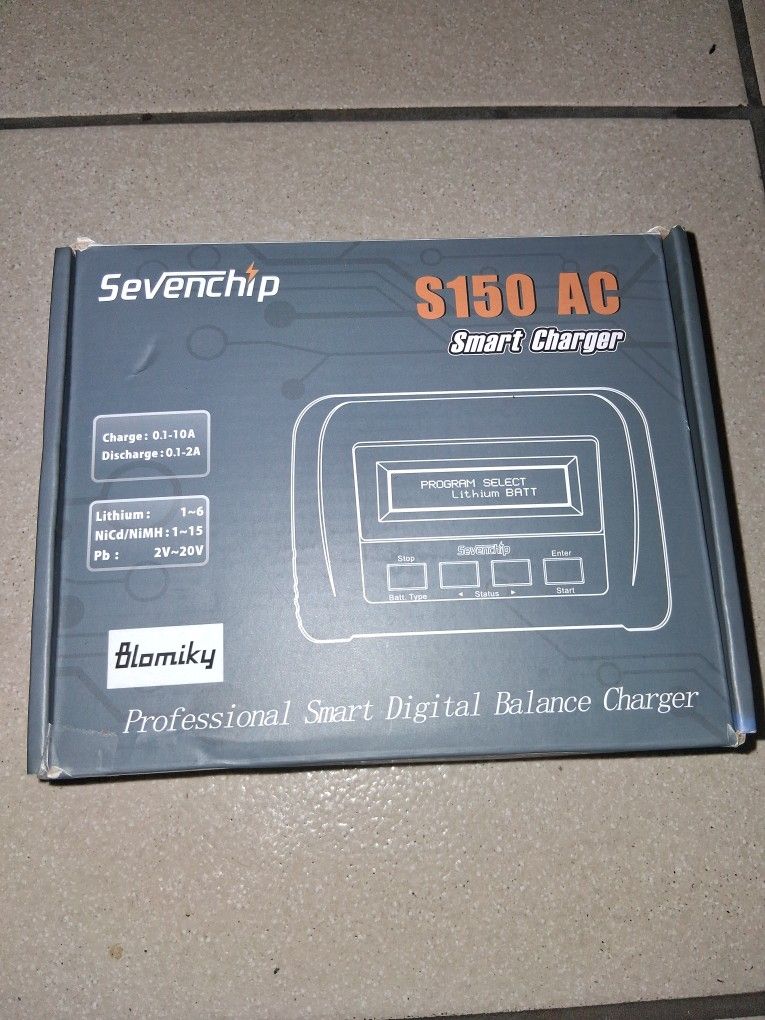 Sevenchip
S150 AC
Smart Charger
Charge : 0.1-10A
Discharge : 0.1-2A
Lithium : 1~6
NiCd/NiMH : 1~15
Pb : 2V~20V
PROGRAM SELECT
Lithium BATT
Sevenchip
Stop
Enter
Batt. Type
◄ Status ►
Start
Blomiky
Professional Smart Digital Balance Charger